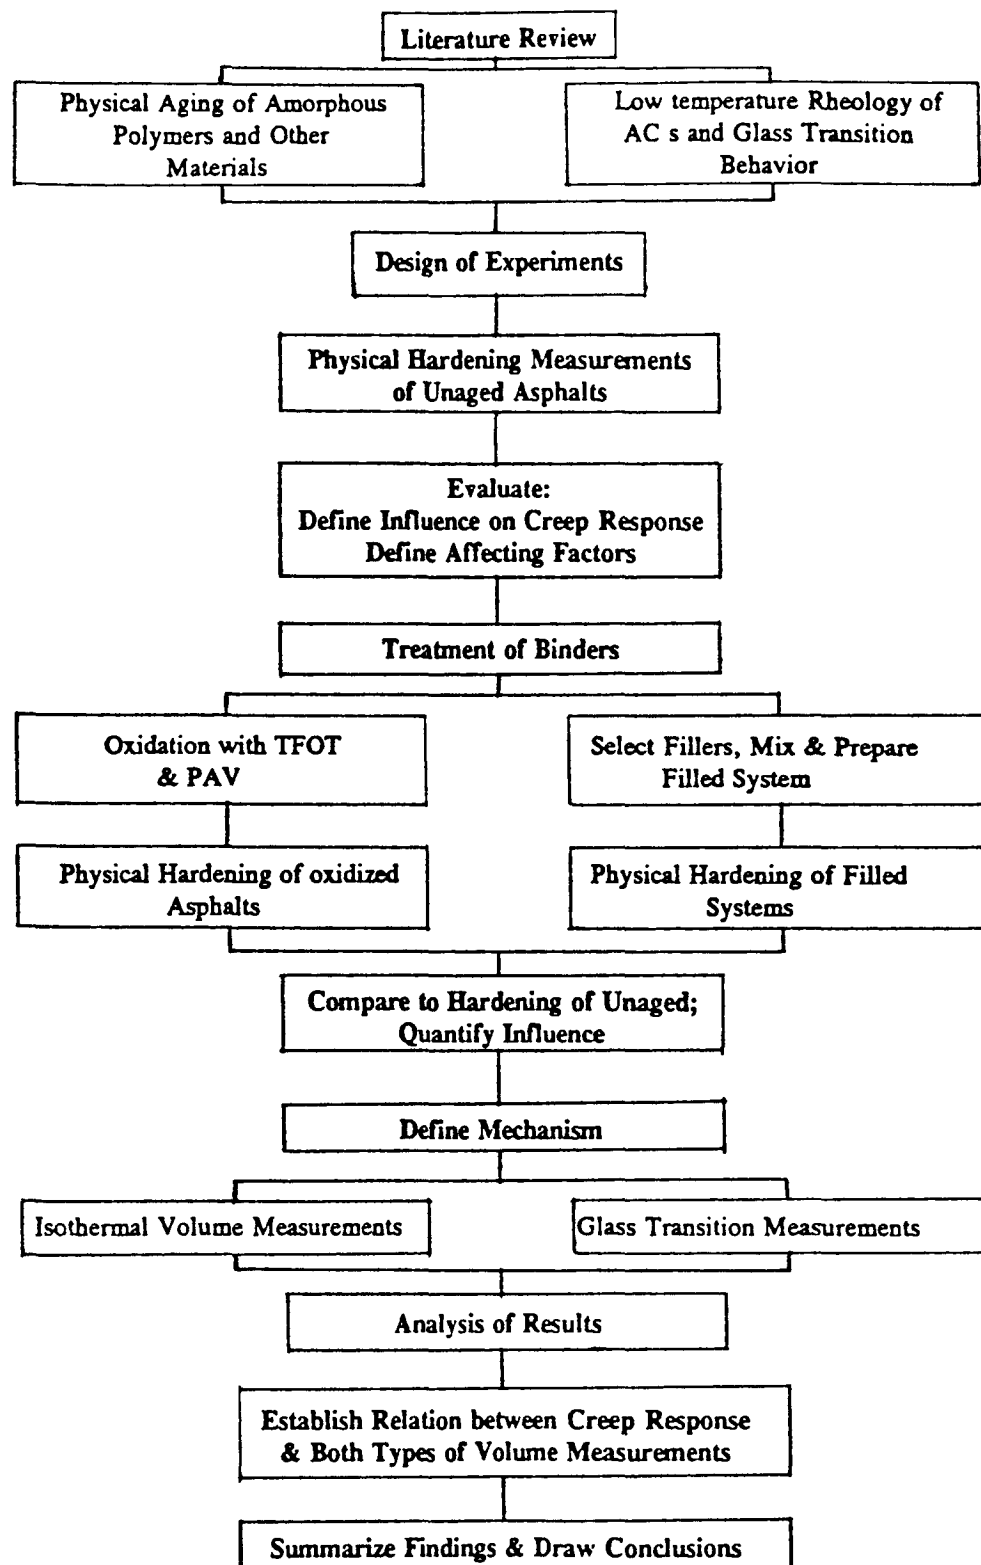 Literature Review
Physical Aging of Amorphous
Polymers and Other
Materials
Low temperature Rheology of
AC s and Glass Transition
Behavior
Design of Experiments
Physical Hardening Measurements
of Unaged Asphalts
Evaluate:
Define Influence on Creep Response
Define Affecting Factors
Treatment of Binders
Oxidation with TFOT
& PAV
Select Fillers, Mix & Prepare
Filled System
Physical Hardening of oxidized
Asphalts
Physical Hardening of Filled
Systems
Compare to Hardening of Unaged;
Quantify Influence
Define Mechanism
Isothermal Volume Measurements
Glass Transition Measurements
Analysis of Results
Establish Relation between Creep Response
& Both Types of Volume Measurements
Summarize Findings & Draw Conclusions